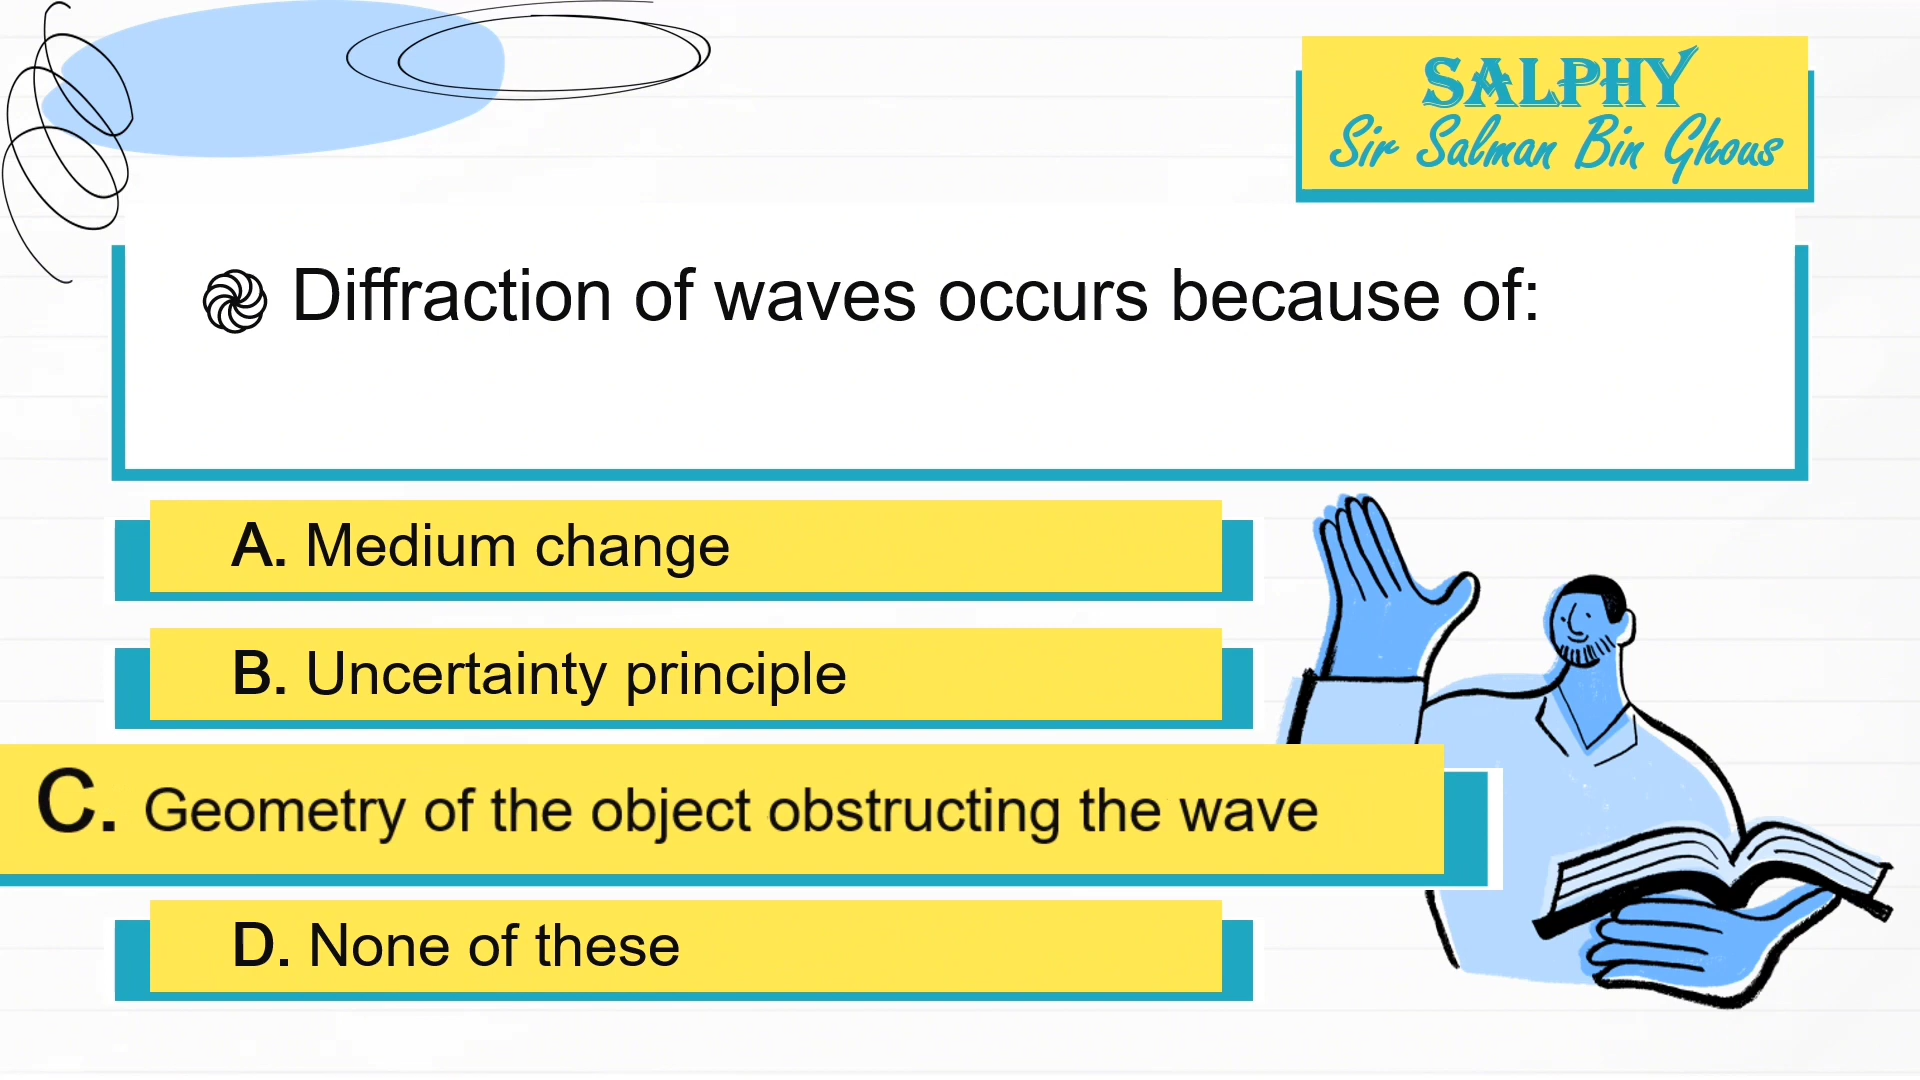 SALPHY
Sir Salman Bin Ghous
֍ Diffraction of waves occurs because of:
A. Medium change
B. Uncertainty principle
C. Geometry of the object obstructing the wave
D. None of these